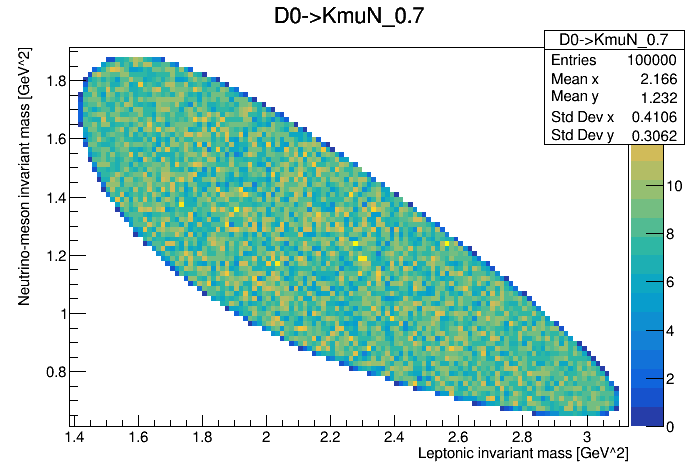 D0->KmuN_0.7
D0->KmuN_0.7
Entries 100000
Mean x 2.166
Mean y 1.232
Std Dev x 0.4106
Std Dev y 0.3062
Neutrino-meson invariant mass [GeV^2]
1.8
1.6
1.4
1.2
1
0.8
10
8
6
4
2
0
1.4 1.6 1.8 2 2.2 2.4 2.6 2.8 3
Leptonic invariant mass [GeV^2]